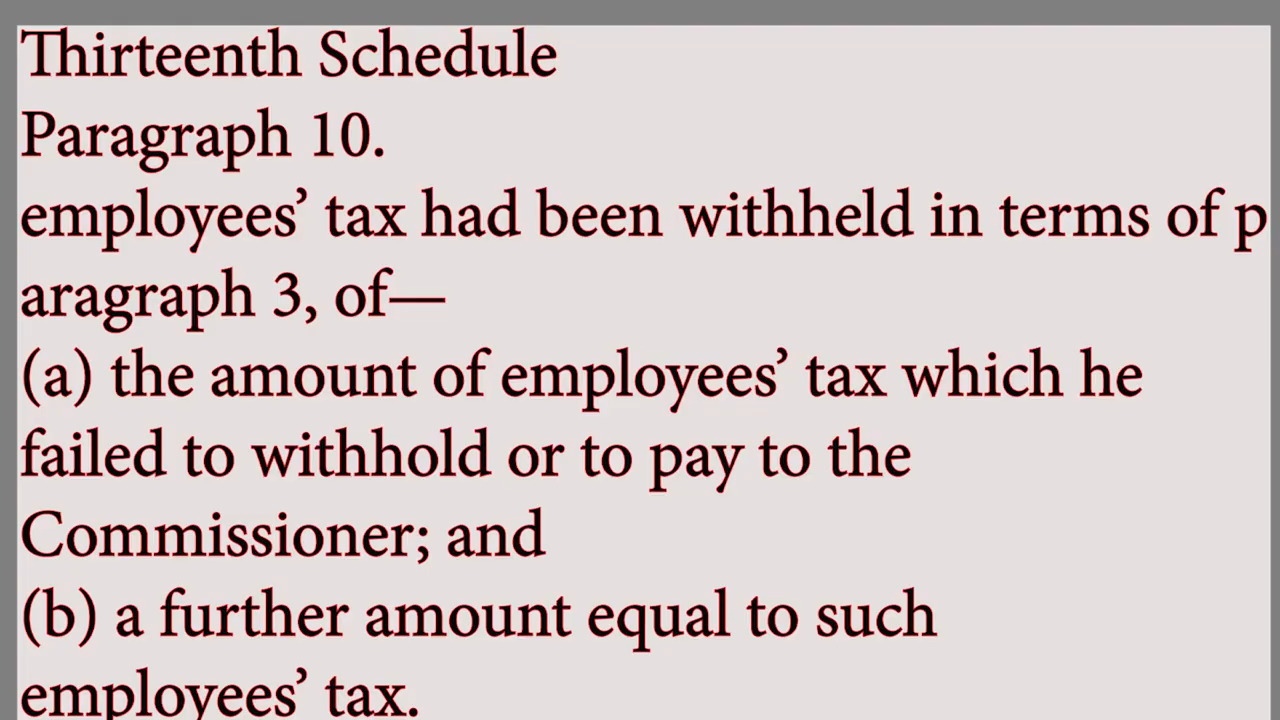 Thirteenth Schedule
Paragraph 10.
employees’ tax had been withheld in terms of p
aragraph 3, of—
(a) the amount of employees’ tax which he
failed to withhold or to pay to the
Commissioner; and
(b) a further amount equal to such
employees’ tax.